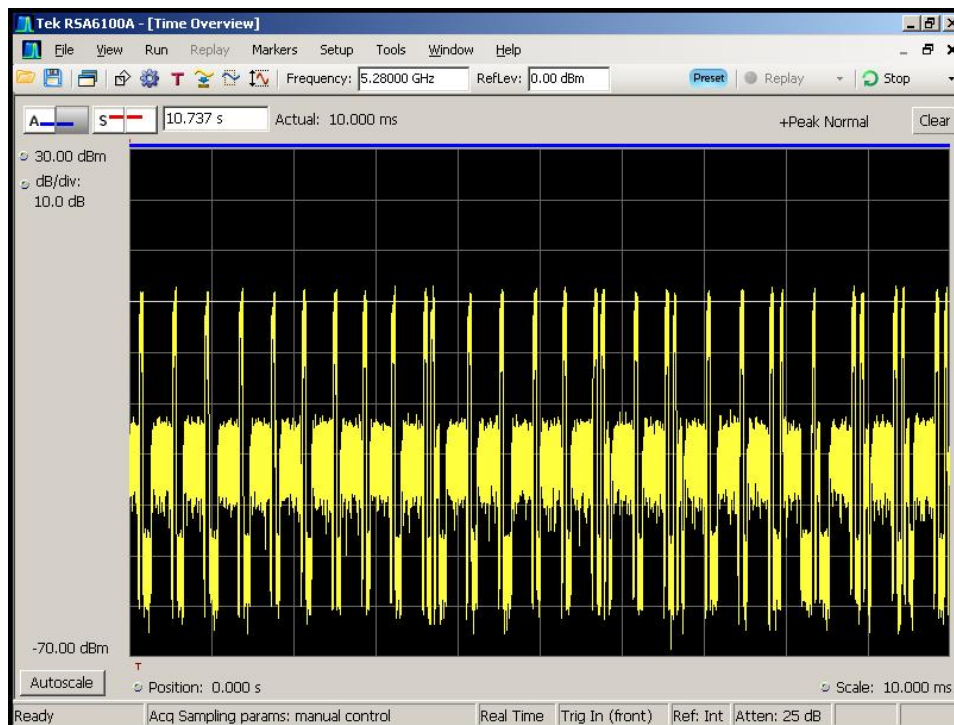 Tek RSA6100A - [Time Overview]
File View Run Replay Markers Setup Tools Window Help
T Frequency: 5.28000 GHz RefLev: 0.00 dBm Preset Replay Stop
A S 10.737 s Actual: 10.000 ms +Peak Normal Clear
30.00 dBm
dB/div:
10.0 dB
-70.00 dBm
T
Autoscale Position: 0.000 s Scale: 10.000 ms
Ready Acq Sampling params: manual control Real Time Trig In (front) Ref: Int Atten: 25 dB